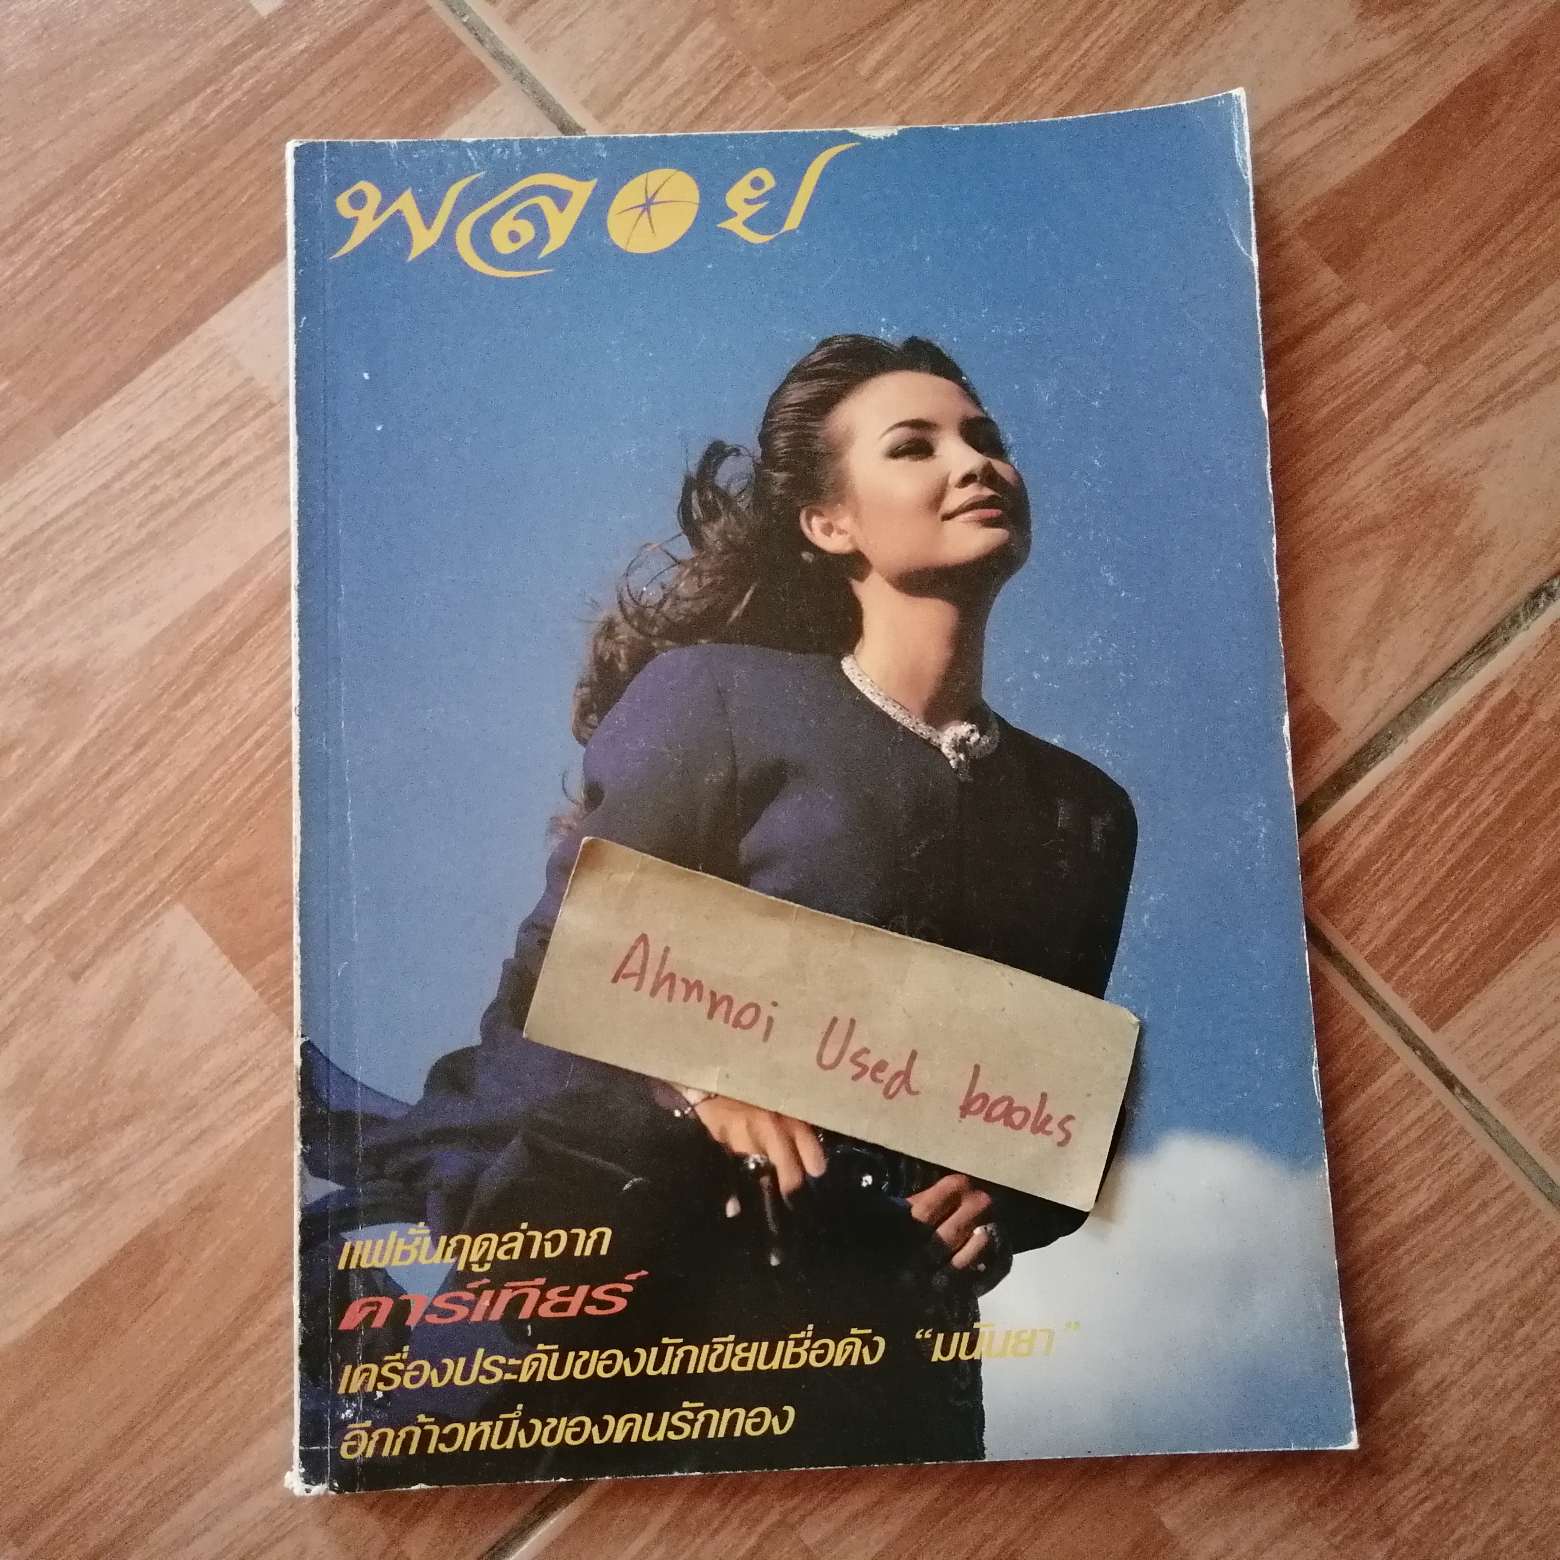 พลอย
Ahrnoi Used books
แฟชั่นฤดูล่าจาก
คาร์เทียร์
เครื่องประดับของนักเขียนชื่อดัง “มนันยา”
อีกก้าวหนึ่งของคนรักทอง